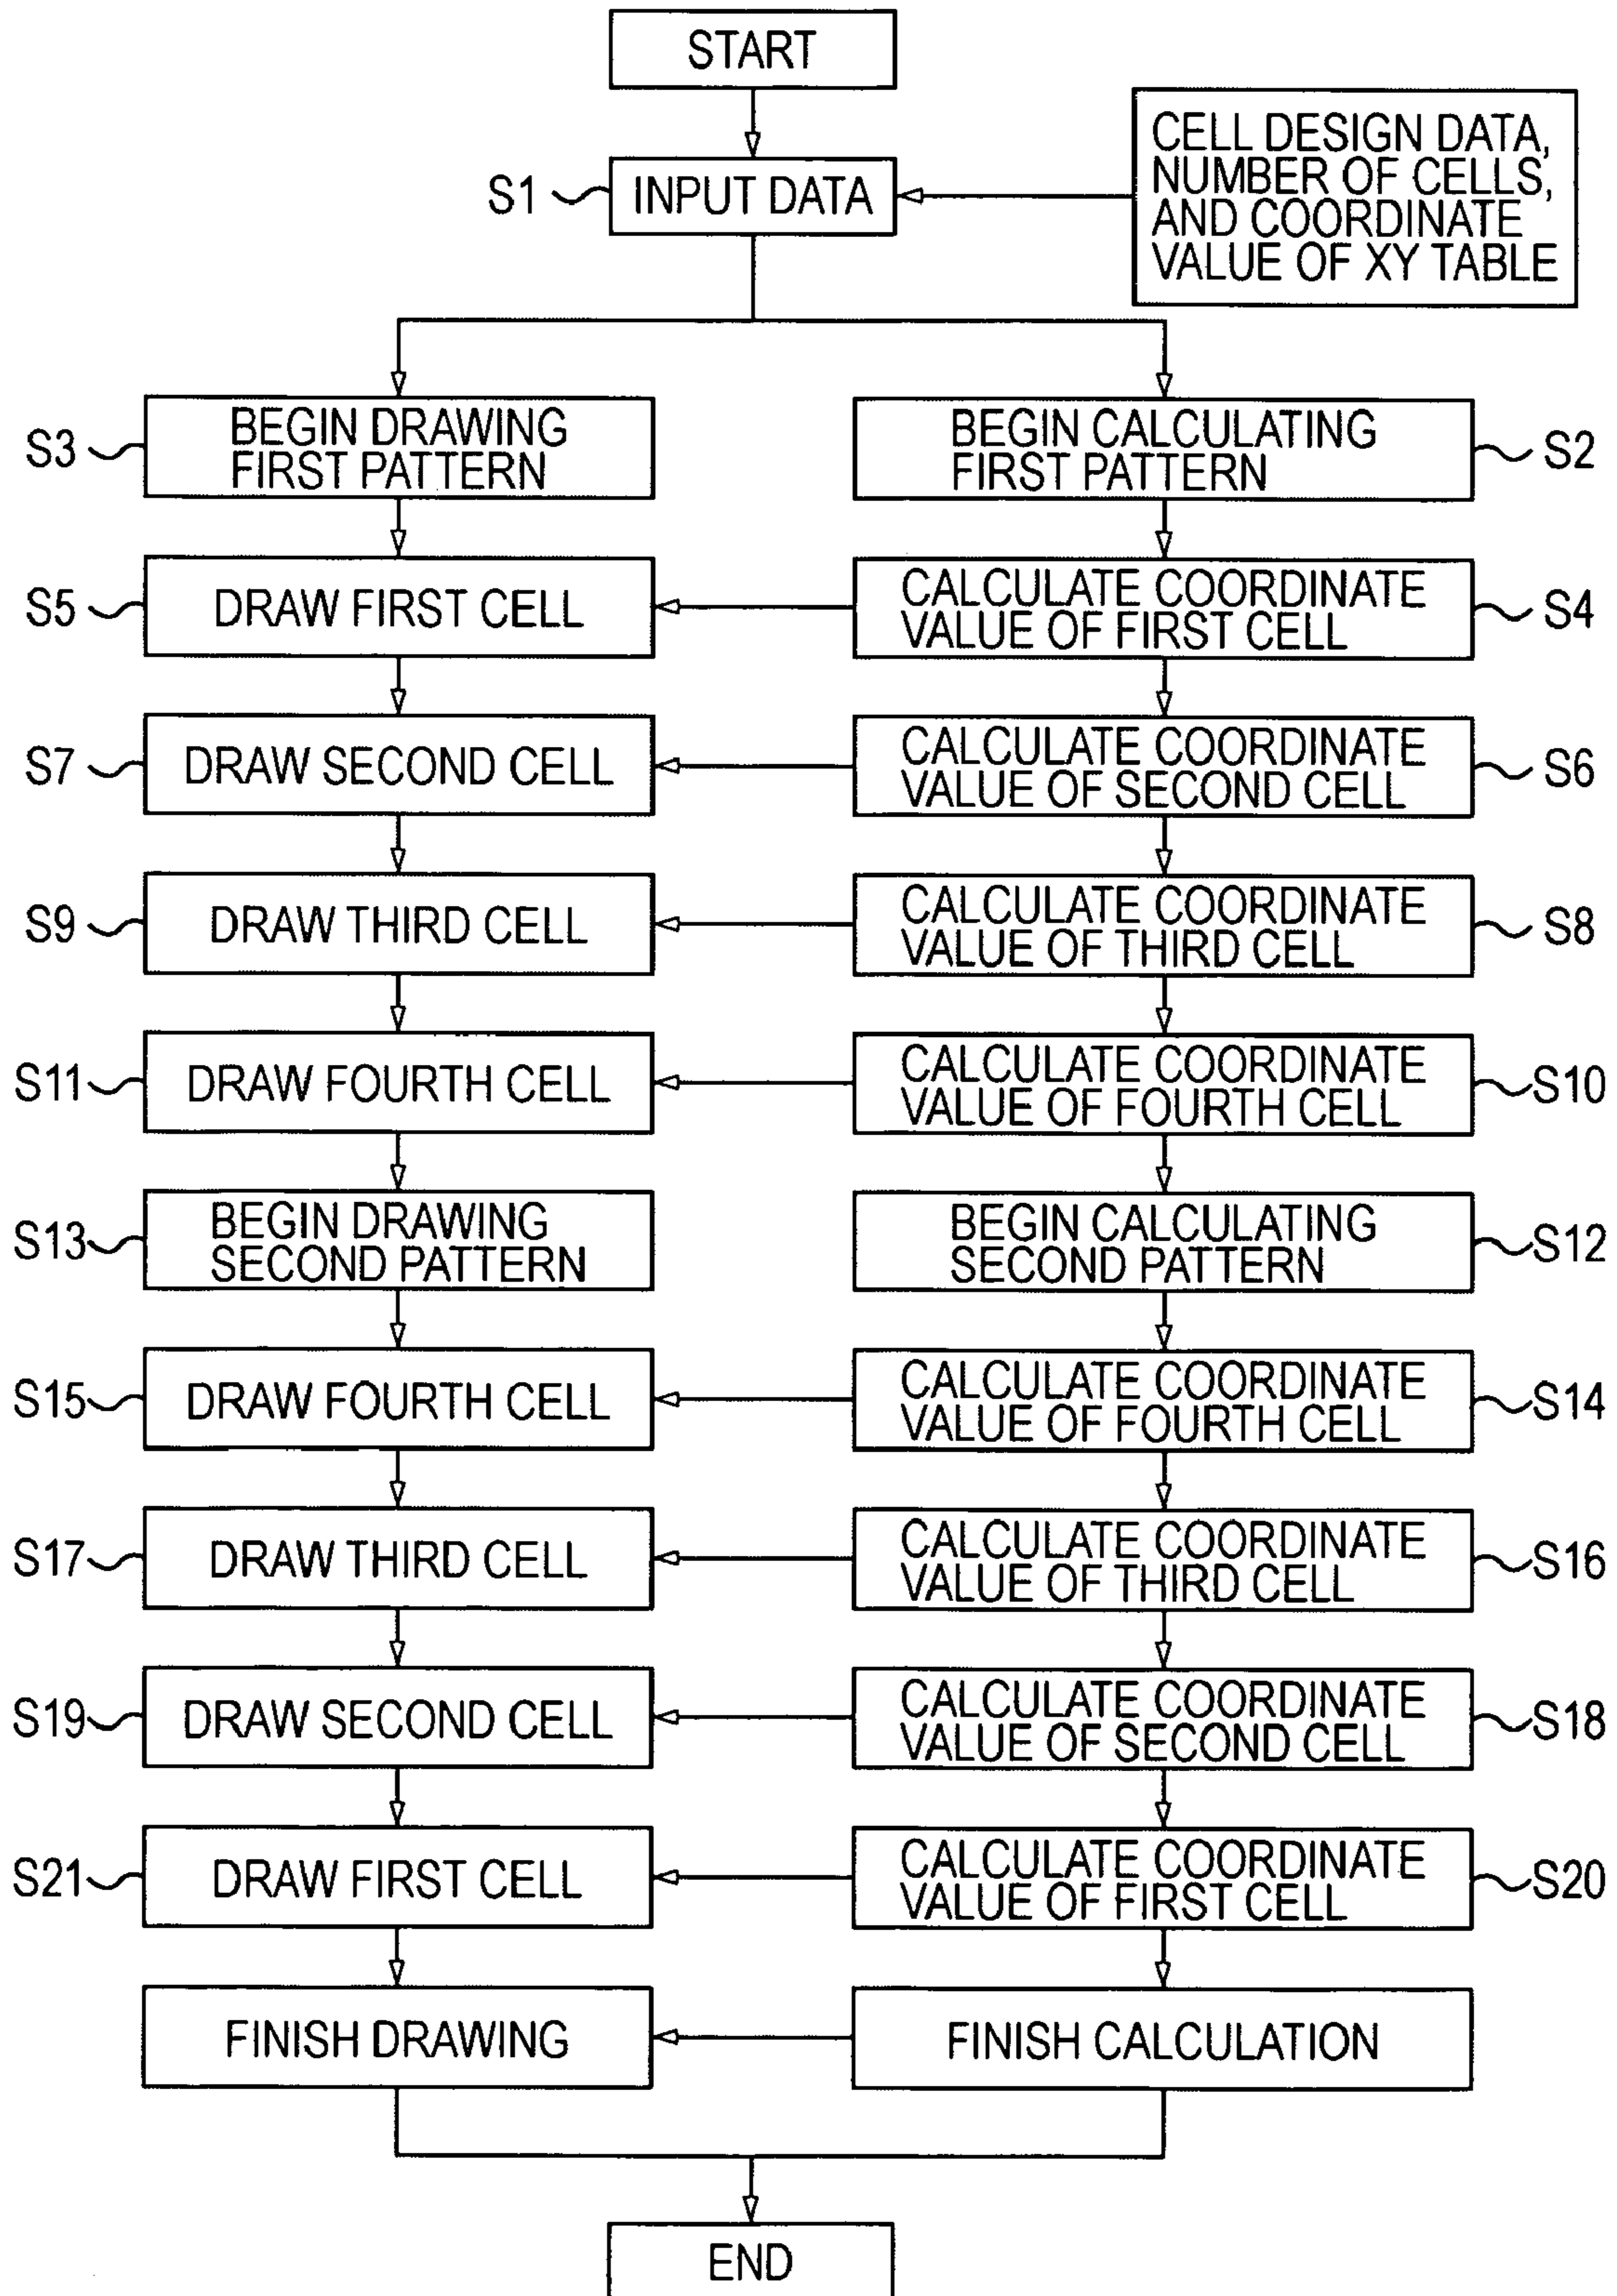 START
CELL DESIGN DATA,
NUMBER OF CELLS,
AND COORDINATE
VALUE OF XY TABLE
S1
INPUT DATA
S3
BEGIN DRAWING
FIRST PATTERN
BEGIN CALCULATING
FIRST PATTERN
S2
S5
DRAW FIRST CELL
CALCULATE COORDINATE
VALUE OF FIRST CELL
S4
S7
DRAW SECOND CELL
CALCULATE COORDINATE
VALUE OF SECOND CELL
S6
S9
DRAW THIRD CELL
CALCULATE COORDINATE
VALUE OF THIRD CELL
S8
S11
DRAW FOURTH CELL
CALCULATE COORDINATE
VALUE OF FOURTH CELL
S10
S13
BEGIN DRAWING
SECOND PATTERN
BEGIN CALCULATING
SECOND PATTERN
S12
S15
DRAW FOURTH CELL
CALCULATE COORDINATE
VALUE OF FOURTH CELL
S14
S17
DRAW THIRD CELL
CALCULATE COORDINATE
VALUE OF THIRD CELL
S16
S19
DRAW SECOND CELL
CALCULATE COORDINATE
VALUE OF SECOND CELL
S18
S21
DRAW FIRST CELL
CALCULATE COORDINATE
VALUE OF FIRST CELL
S20
FINISH DRAWING
FINISH CALCULATION
END